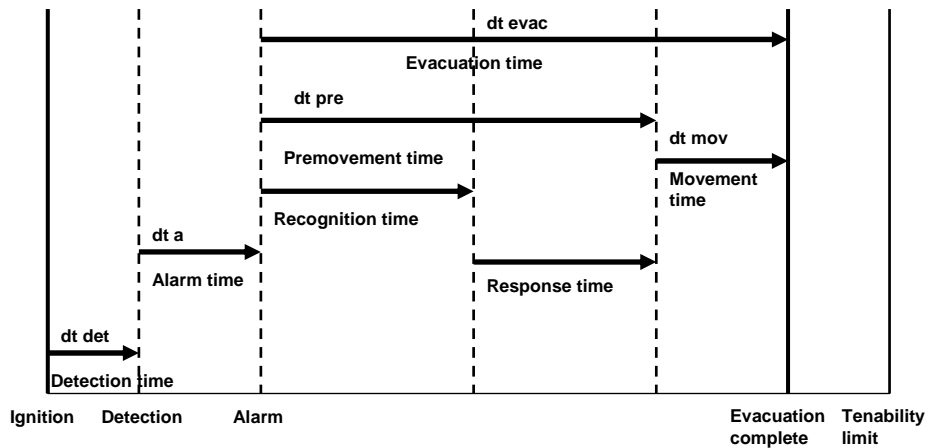 dt evac
Evacuation time
dt pre
Premovement time
dt mov
Movement
time
Recognition time
dt a
Alarm time
Response time
dt det
Detection time
Ignition
Detection
Alarm
Evacuation
complete
Tenability
limit